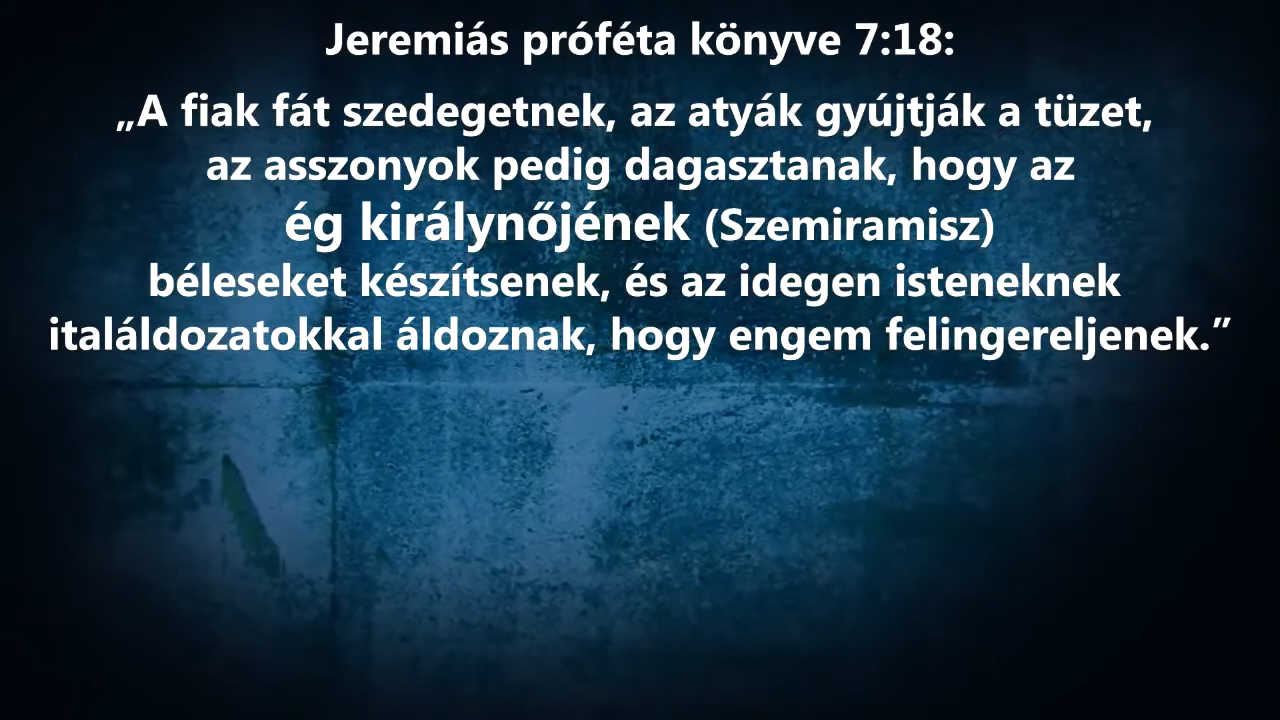 Jeremiás próféta könyve 7:18:
„A fiak fát szedegetnek, az atyák gyújtják a tüzet,
az asszonyok pedig dagasztanak, hogy az
ég királynőjének (Szemiramisz)
béleseket készítsenek, és az idegen isteneknek
italáldozatokkal áldoznak, hogy engem felingereljenek.”